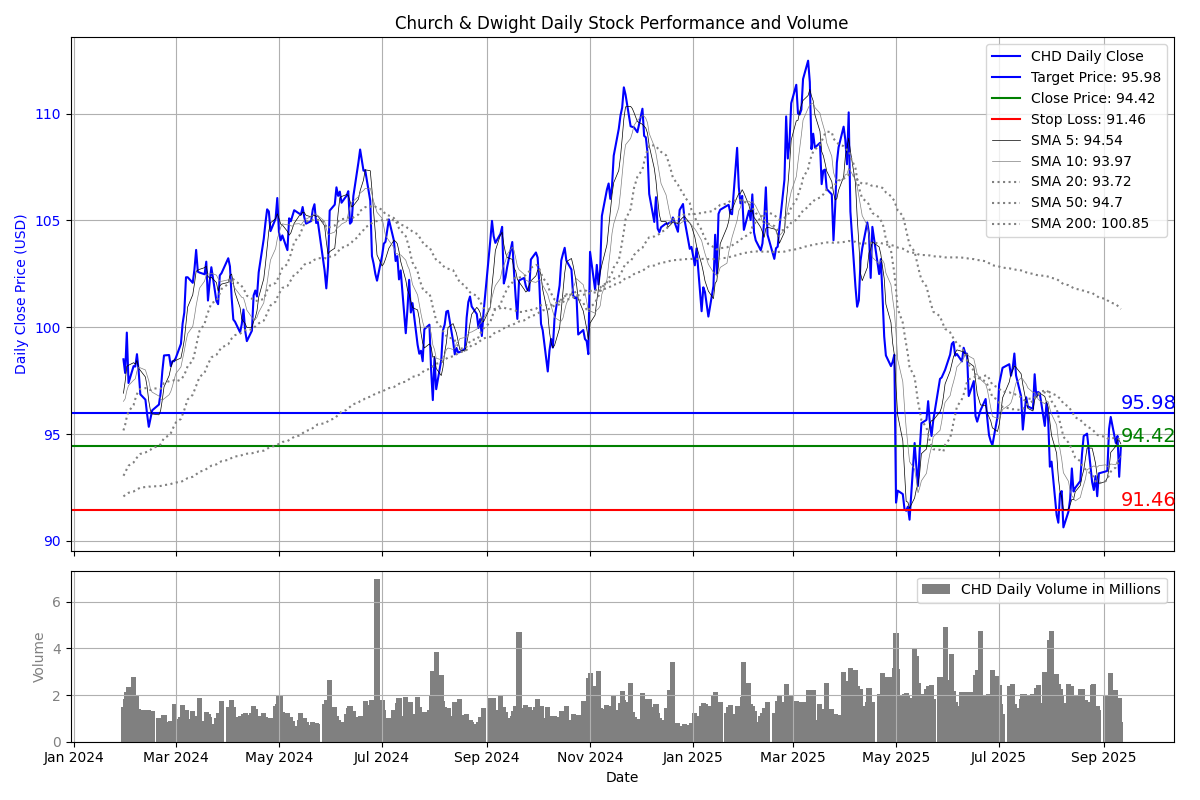 Church & Dwight Daily Stock Performance and Volume
Daily Close Price (USD)
110
105
100
95
90
CHD Daily Close
Target Price: 95.98
Close Price: 94.42
Stop Loss: 91.46
SMA 5: 94.54
SMA 10: 93.97
SMA 20: 93.72
SMA 50: 94.7
SMA 200: 100.85
95.98
94.42
91.46
Volume
6
4
2
0
CHD Daily Volume in Millions
Jan 2024 Mar 2024 May 2024 Jul 2024 Sep 2024 Nov 2024 Jan 2025 Mar 2025 May 2025 Jul 2025 Sep 2025
Date